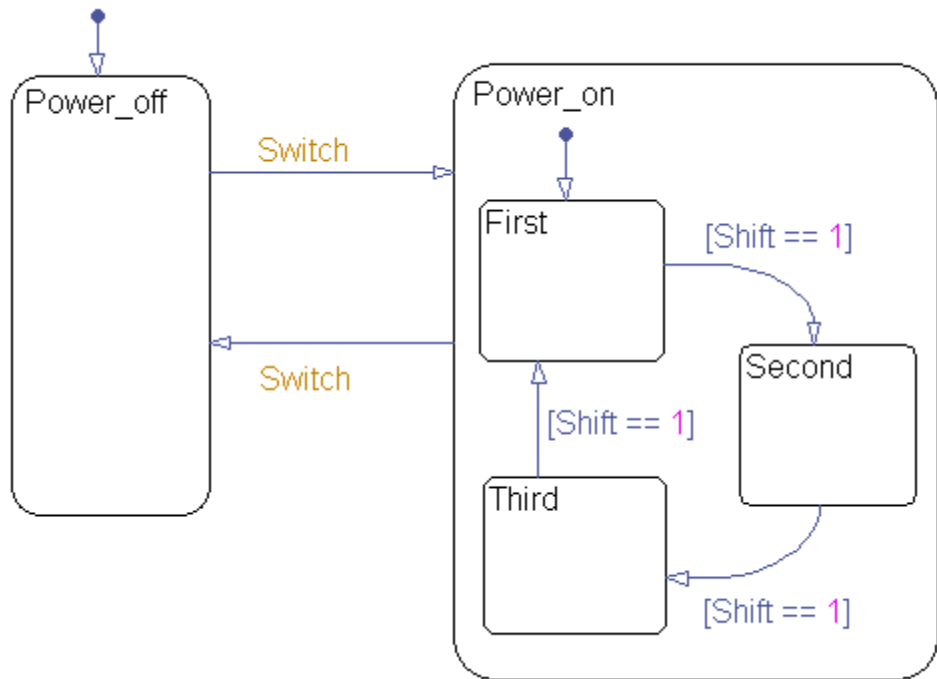 Power_off
Switch
Switch
Power_on
First
[Shift == 1]
Second
[Shift == 1]
Third
[Shift == 1]